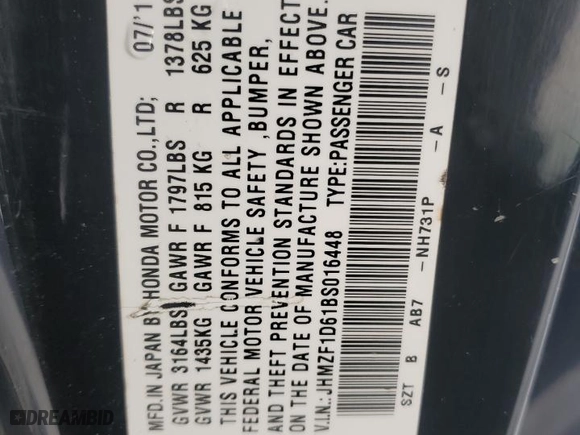 MFD.IN JAPAN BY HONDA MOTOR CO.,LTD; 07/1
GVWR 3164LBS GAWR F 1797LBS R 1378LBS
GVWR 1435KG GAWR F 815 KG R 625 KG
THIS VEHICLE CONFORMS TO ALL APPLICABLE
FEDERAL MOTOR VEHICLE SAFETY ,BUMPER,
AND THEFT PREVENTION STANDARDS IN EFFECT
ON THE DATE OF MANUFACTURE SHOWN ABOVE.
V.I.N.: JHMZF1D61BS016448 TYPE:PASSENGER CAR
SZT B AB7 -NH731P -A -S
DREAMBID